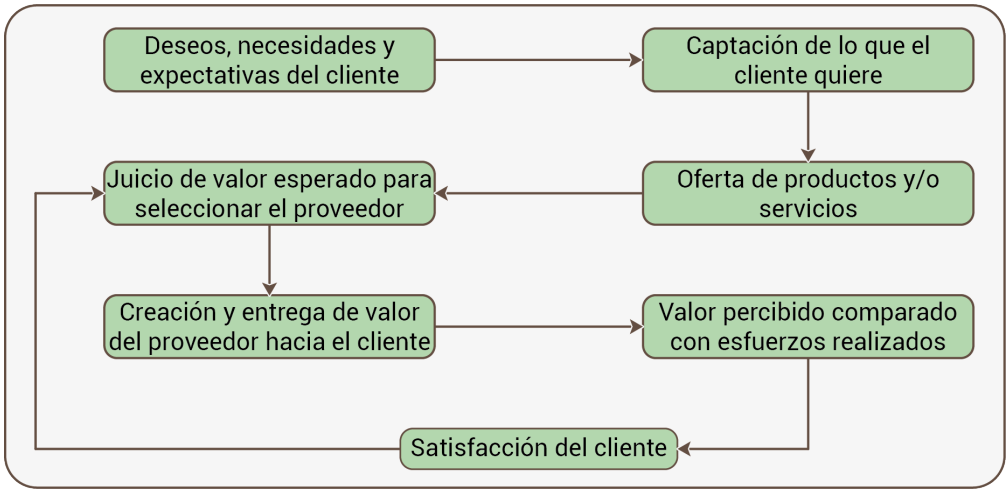 Deseos, necesidades y
expectativas del cliente
Captación de lo que el
cliente quiere
Juicio de valor esperado para
seleccionar el proveedor
Oferta de productos y/o
servicios
Creación y entrega de valor
del proveedor hacia el cliente
Valor percibido comparado
con esfuerzos realizados
Satisfacción del cliente